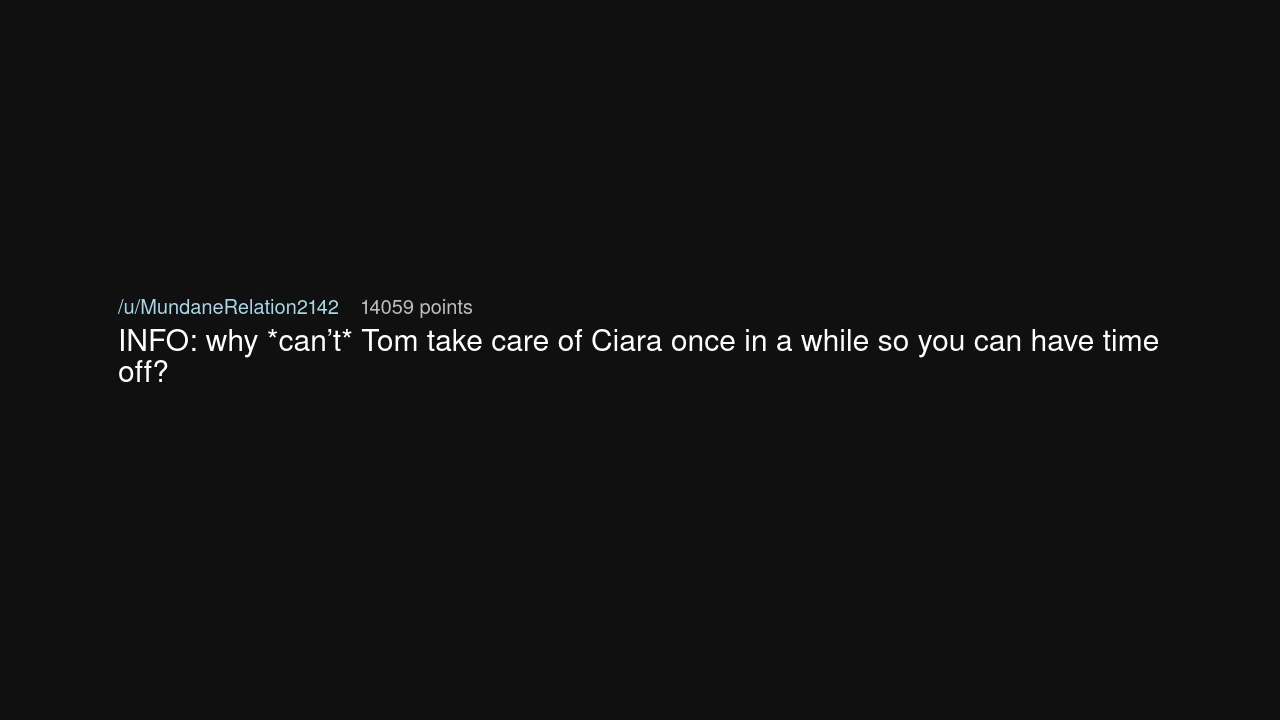 /u/MundaneRelation2142 14059 points
INFO: why *can’t* Tom take care of Ciara once in a while so you can have time
off?